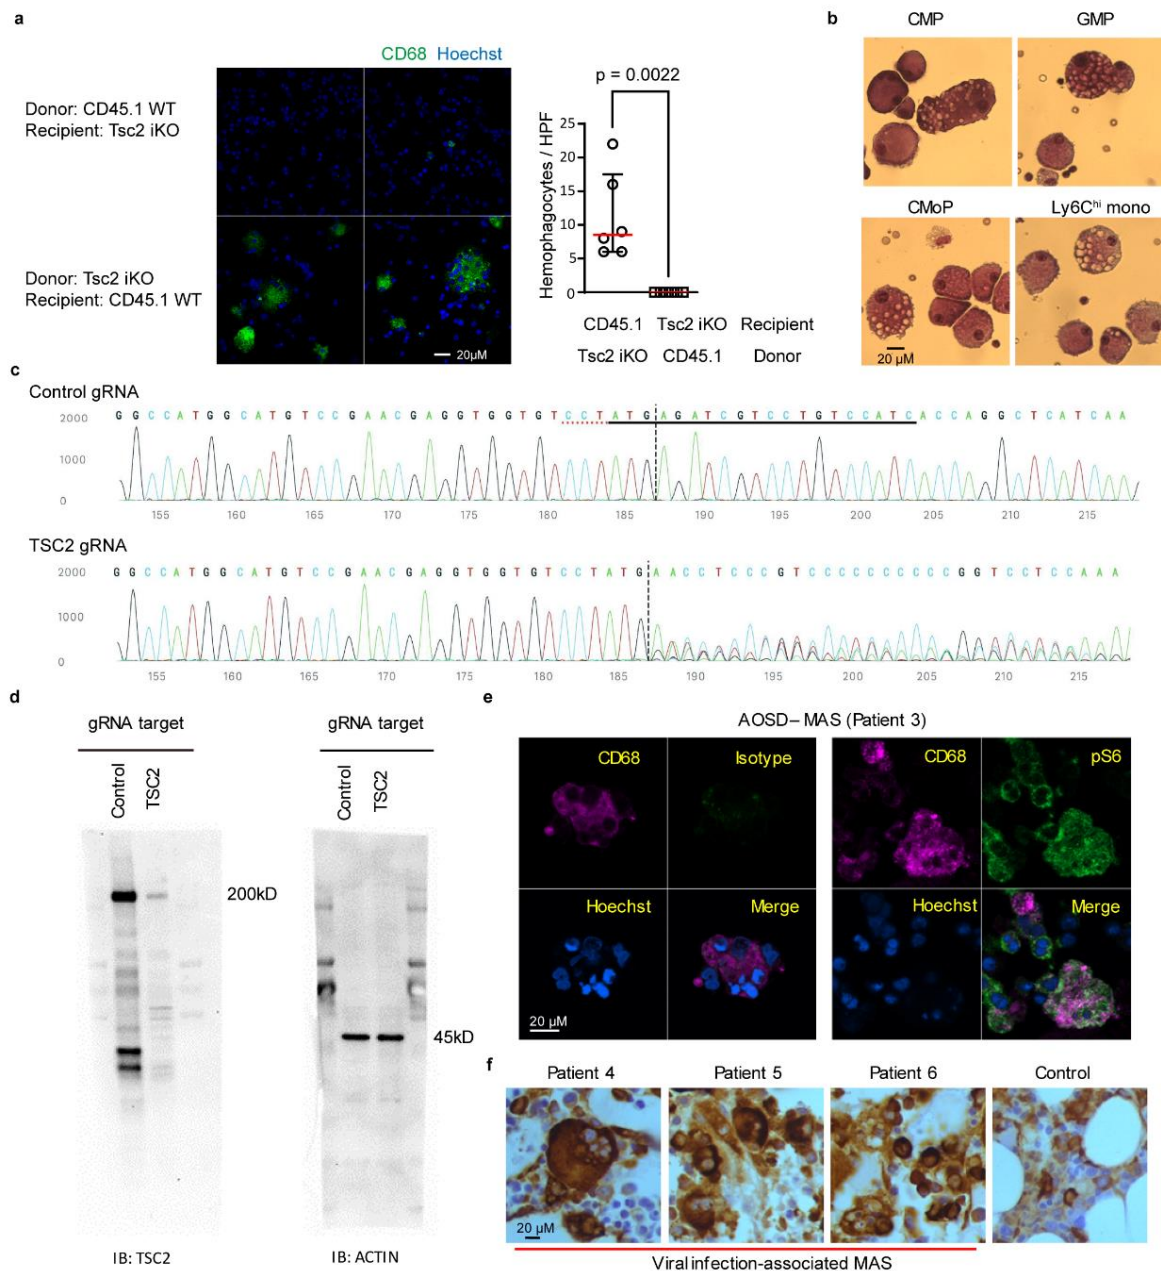 a
CD68 Hoechst
Donor: CD45.1 WT
Recipient: Tsc2 iKO
Donor: Tsc2 iKO
Recipient: CD45.1 WT
20µM
p = 0.0022
Hemophagocytes / HPF
25
20
15
10
5
0
CD45.1 Tsc2 iKO Recipient
Tsc2 iKO CD45.1 Donor
b
CMP GMP
CMoP Ly6Chi mono
20 µM
c
Control gRNA
G G C C A T G G C A T G T C C G A A C G A G G T G G T G T C C T A T G A G A T C G T C C T G T C C A T C A C C A G G C T C A T C A A
2000
1000
0
155 160 165 170 175 180 185 190 195 200 205 210 215
TSC2 gRNA
G G C C A T G G C A T G T C C G A A C G A G G T G G T G T C C T A T G A A C C T C C C G T C C C C C C C C C C G G T C C T C C A A A
2000
1000
0
155 160 165 170 175 180 185 190 195 200 205 210 215
d
gRNA target gRNA target
Control TSC2 Control TSC2
200kD
45kD
IB: TSC2 IB: ACTIN
e
AOSD– MAS (Patient 3)
CD68 Isotype CD68 pS6
Hoechst Merge Hoechst Merge
20 µM
f
Patient 4 Patient 5 Patient 6 Control
20 µM
Viral infection-associated MAS